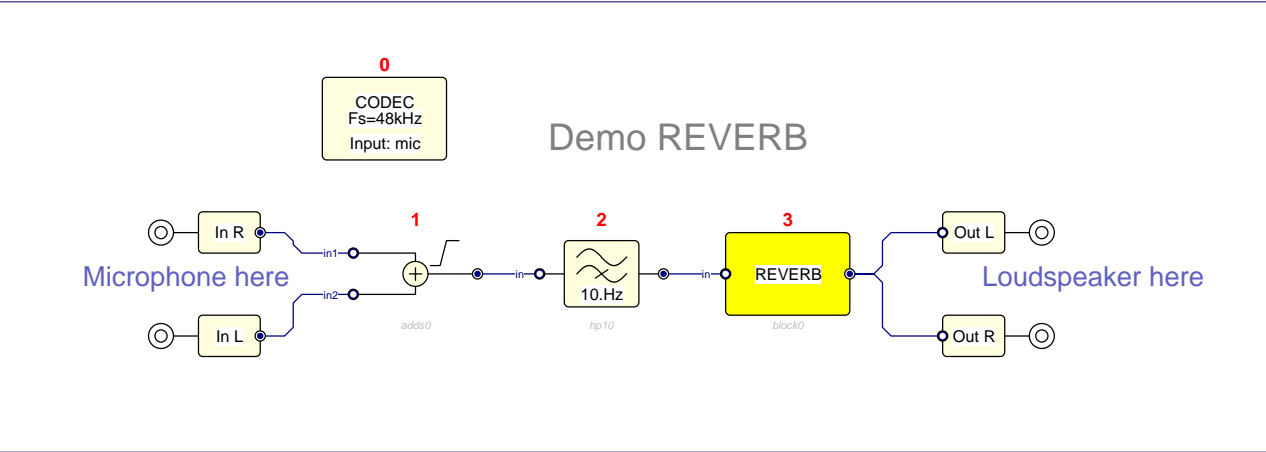 0
CODEC
Fs=48kHz
Input: mic
Demo REVERB
1
2
3
In R
Out L
in1
Microphone here
in
in
REVERB
Loudspeaker here
10.Hz
in2
adds0
hp10
block0
In L
Out R